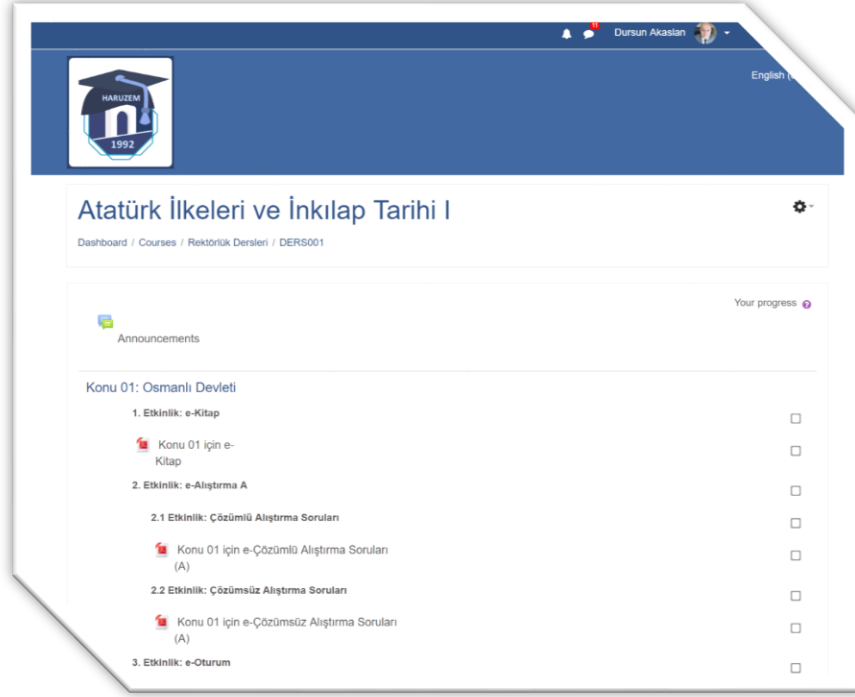 11
Dursun Akaslan
English
HARUZEM
1992
Atatürk İlkeleri ve İnkılap Tarihi I
Dashboard / Courses / Rektörlük Dersleri / DERS001
Your progress
Announcements
Konu 01: Osmanlı Devleti
1. Etkinlik: e-Kitap
Konu 01 için e-
Kitap
2. Etkinlik: e-Alıştırma A
2.1 Etkinlik: Çözümlü Alıştırma Soruları
Konu 01 için e-Çözümlü Alıştırma Soruları
(A)
2.2 Etkinlik: Çözümsüz Alıştırma Soruları
Konu 01 için e-Çözümsüz Alıştırma Soruları
(A)
3. Etkinlik: e-Oturum